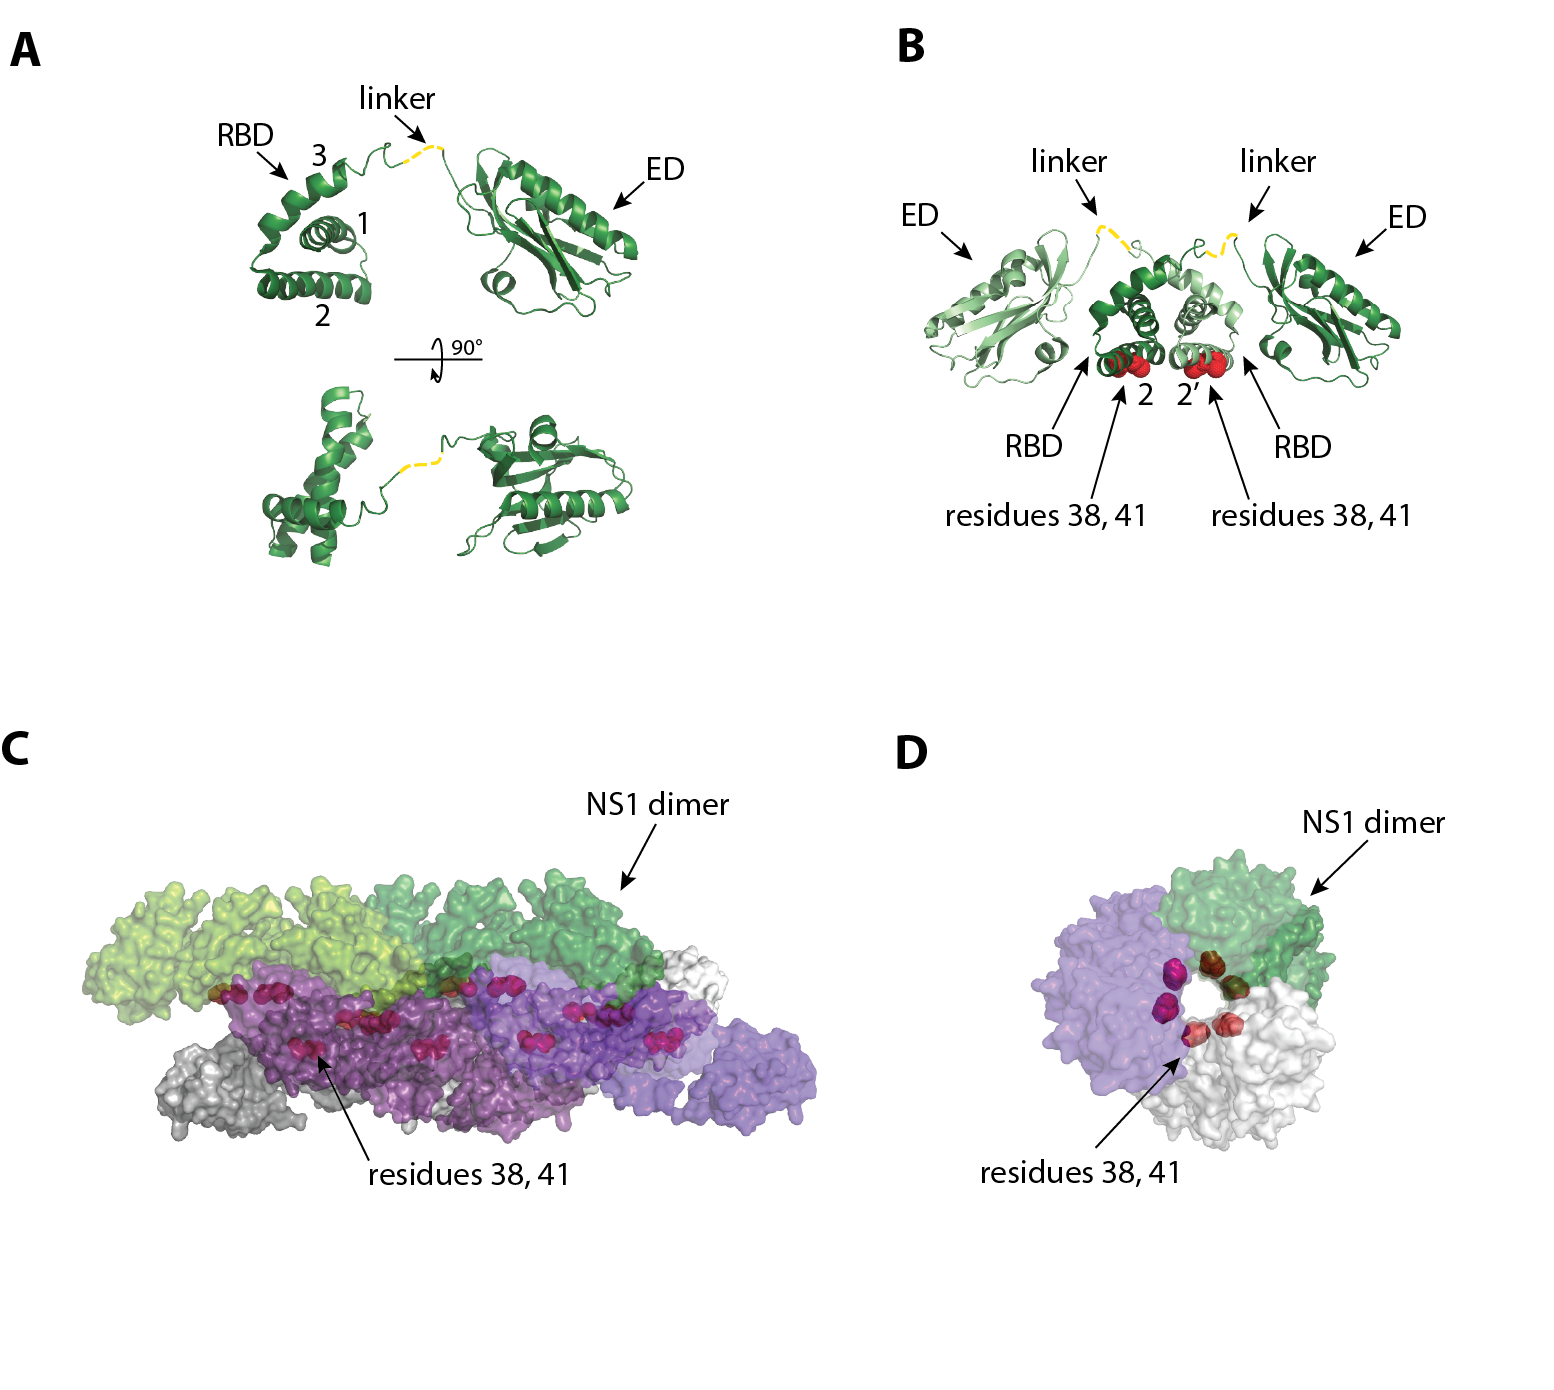 A
linker
RBD
3
ED
1
2
90°
B
linker
linker
ED
ED
2
2′
RBD
RBD
residues 38, 41
residues 38, 41
C
NS1 dimer
residues 38, 41
D
NS1 dimer
residues 38, 41